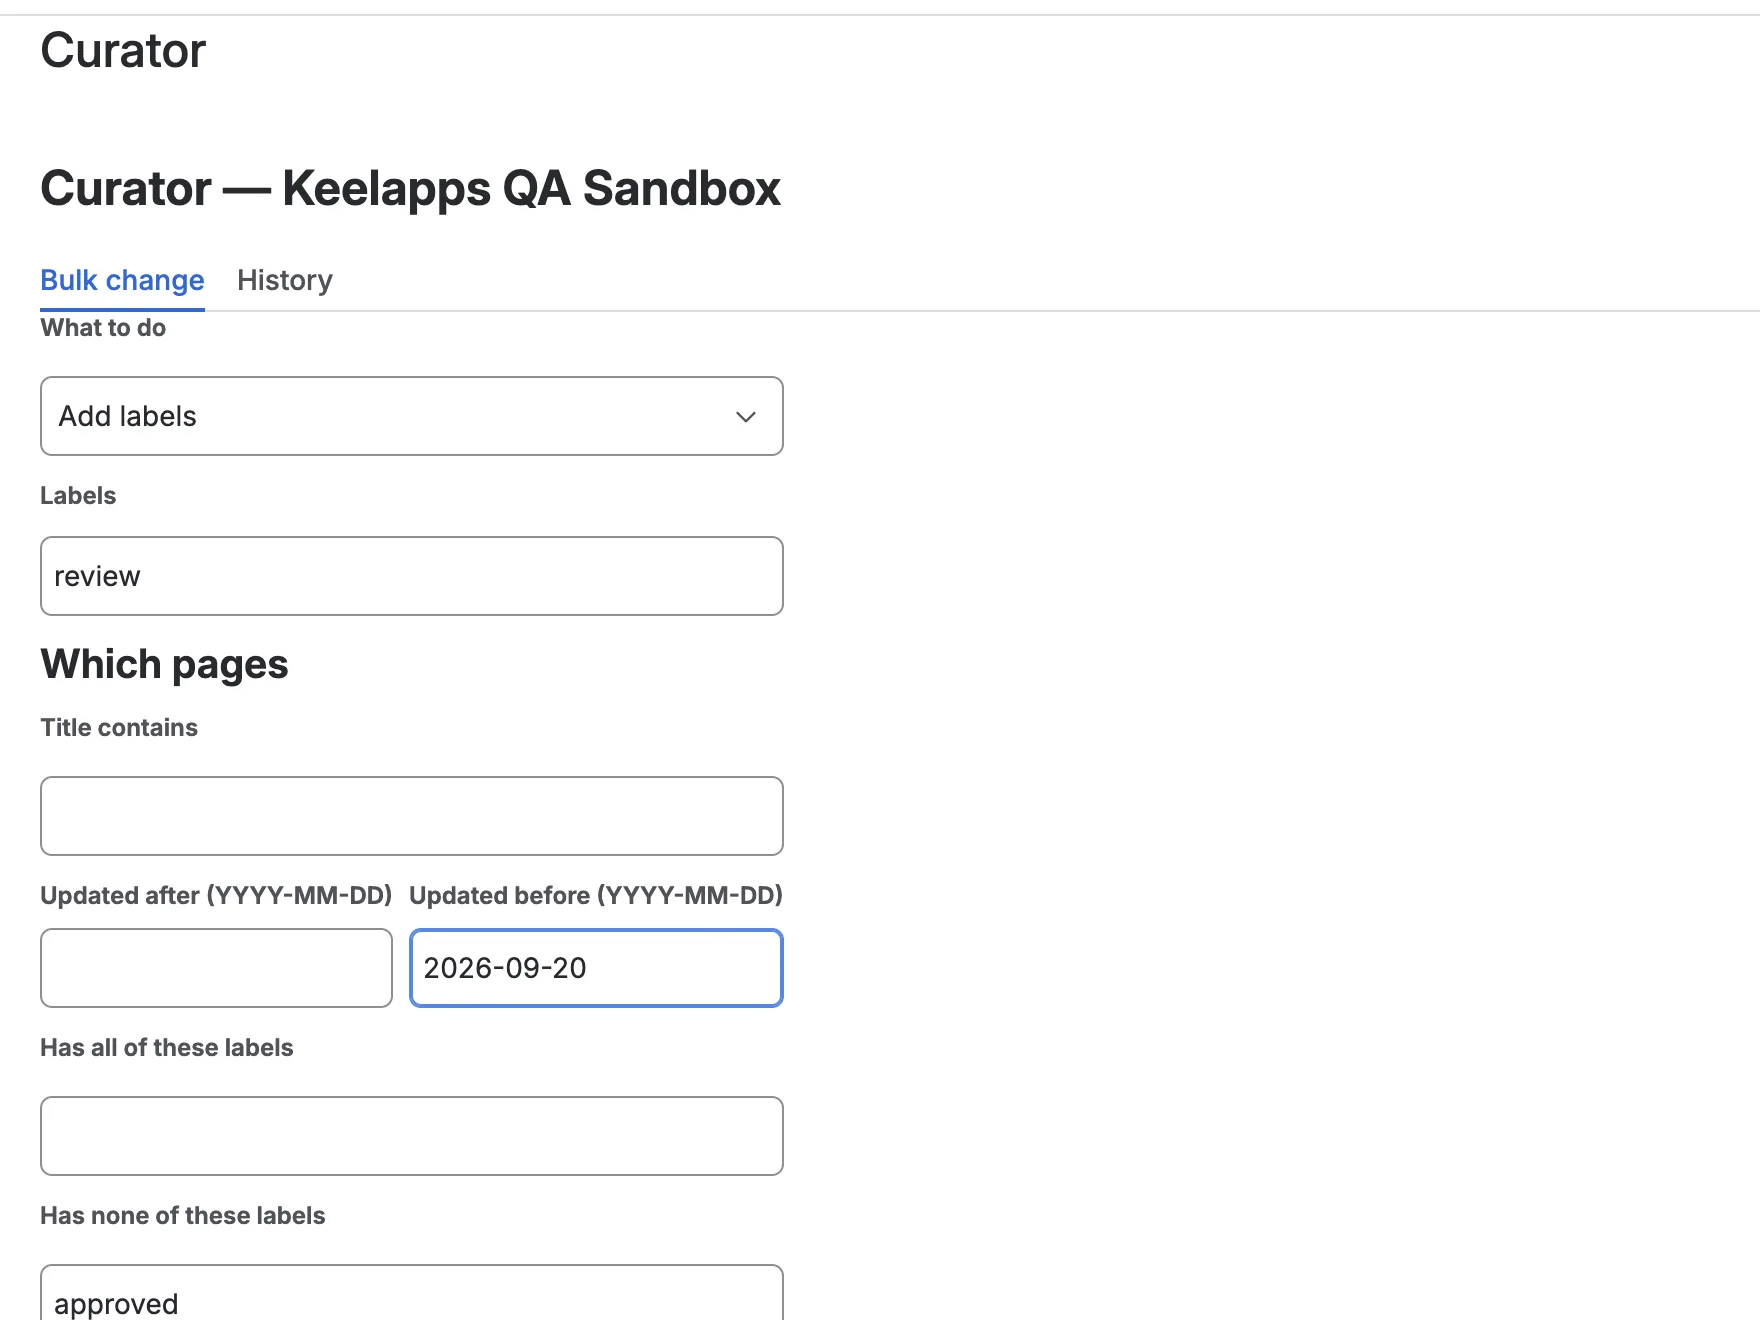 Curator
Curator — Keelapps QA Sandbox
Bulk change History
What to do
Add labels
Labels
review
Which pages
Title contains
Updated after (YYYY-MM-DD) Updated before (YYYY-MM-DD)
2026-09-20
Has all of these labels
Has none of these labels
approved